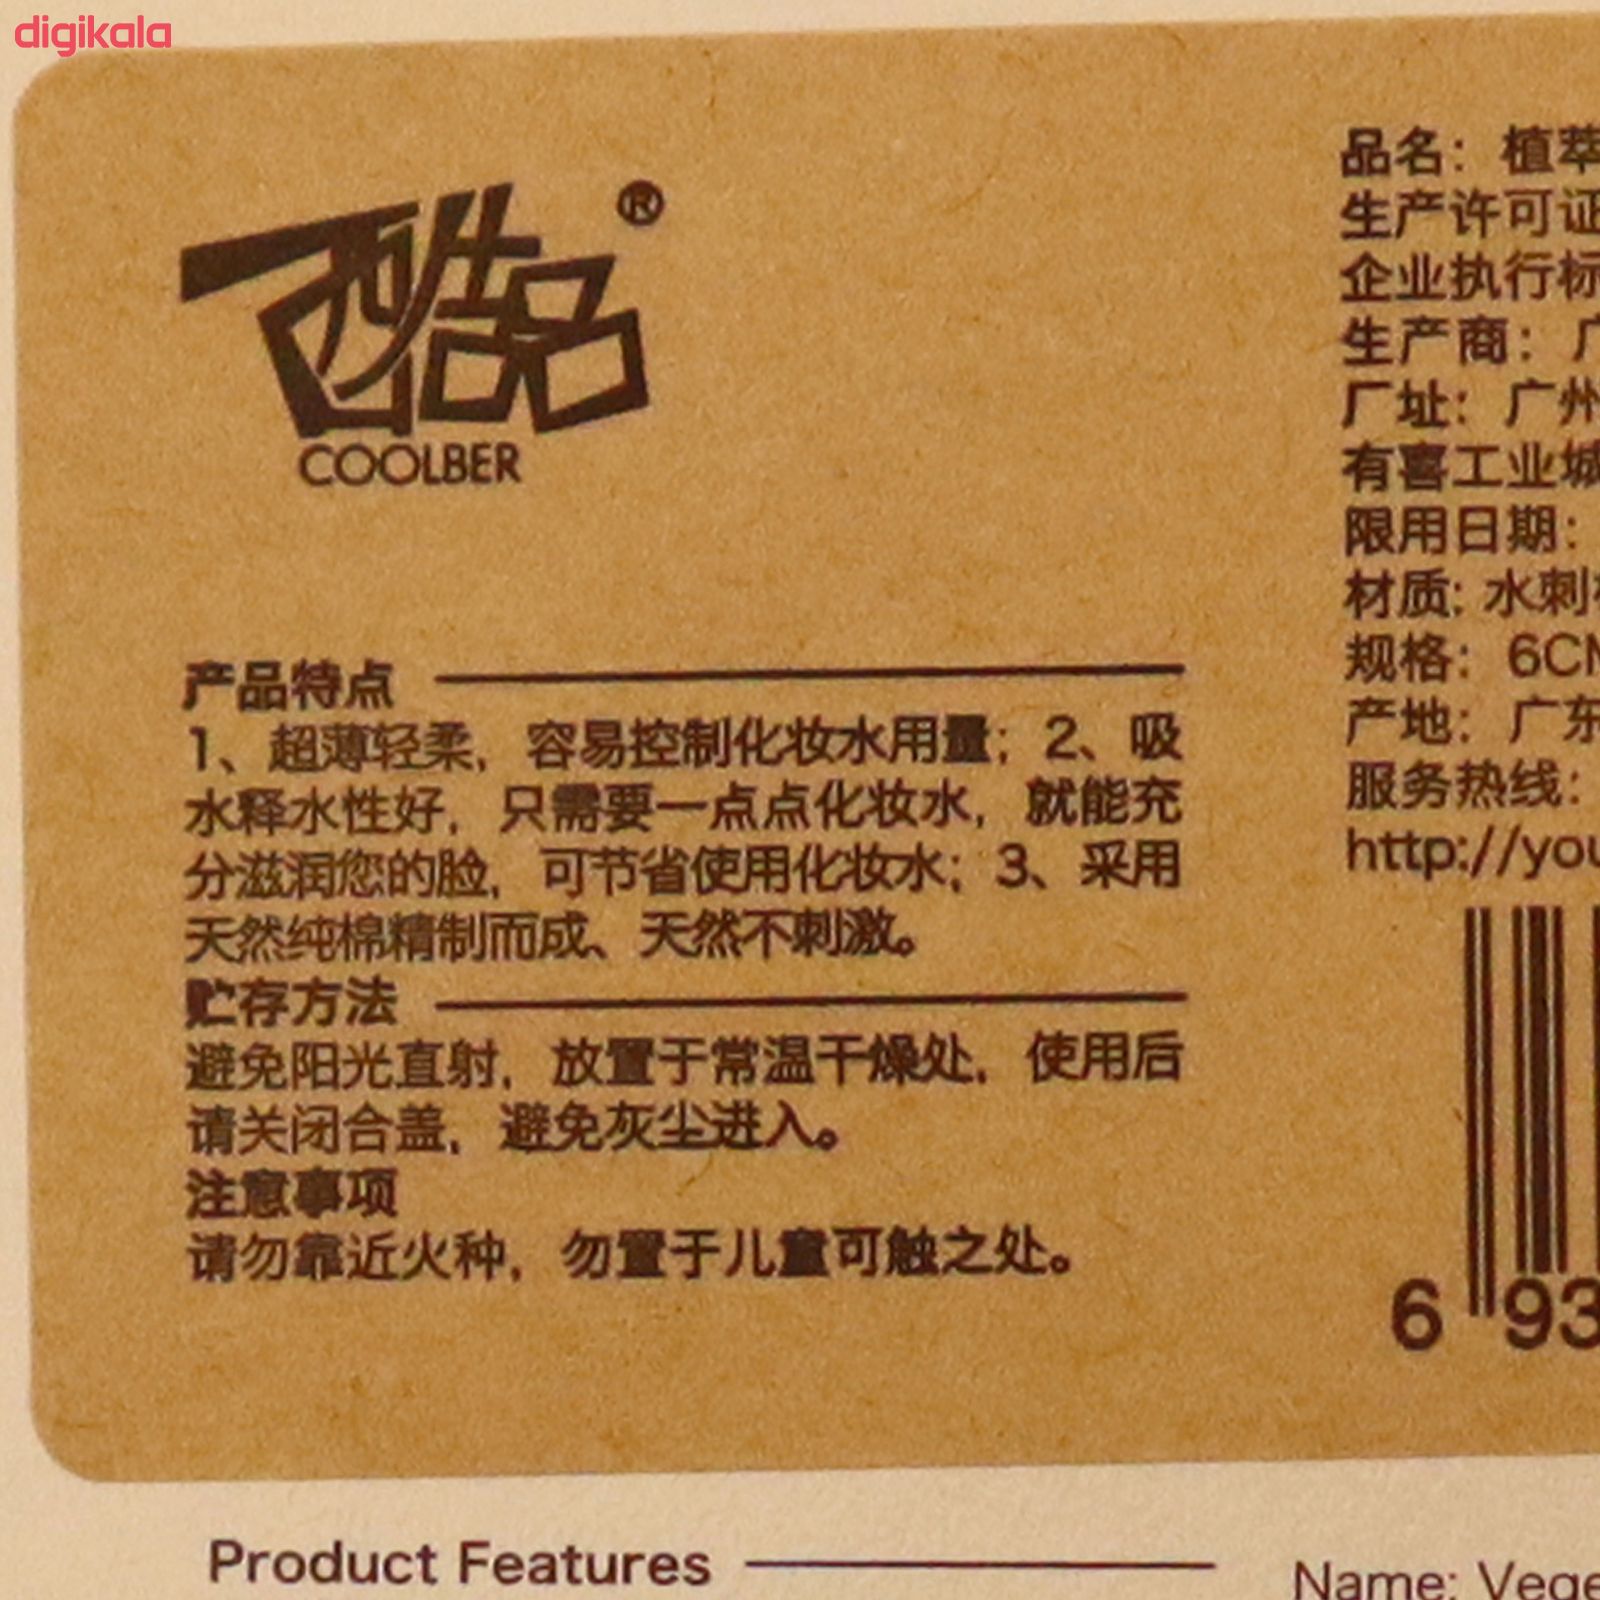 digikala
酷品®
COOLBER
产品特点
1、超薄轻柔，容易控制化妆水用量；2、吸
水释水性好，只需要一点点化妆水，就能充
分滋润您的脸，可节省使用化妆水；3、采用
天然纯棉精制而成、天然不刺激。
贮存方法
避免阳光直射，放置于常温干燥处，使用后
请关闭合盖，避免灰尘进入。
注意事项
请勿靠近火种，勿置于儿童可触之处。
品名：植萃
生产许可证
企业执行标
生产商：广
厂址：广州
有喜工业城
限用日期：
材质: 水刺
规格：6CM
产地：广东
服务热线：
http://you
6 93
Product Features
Name: Vege